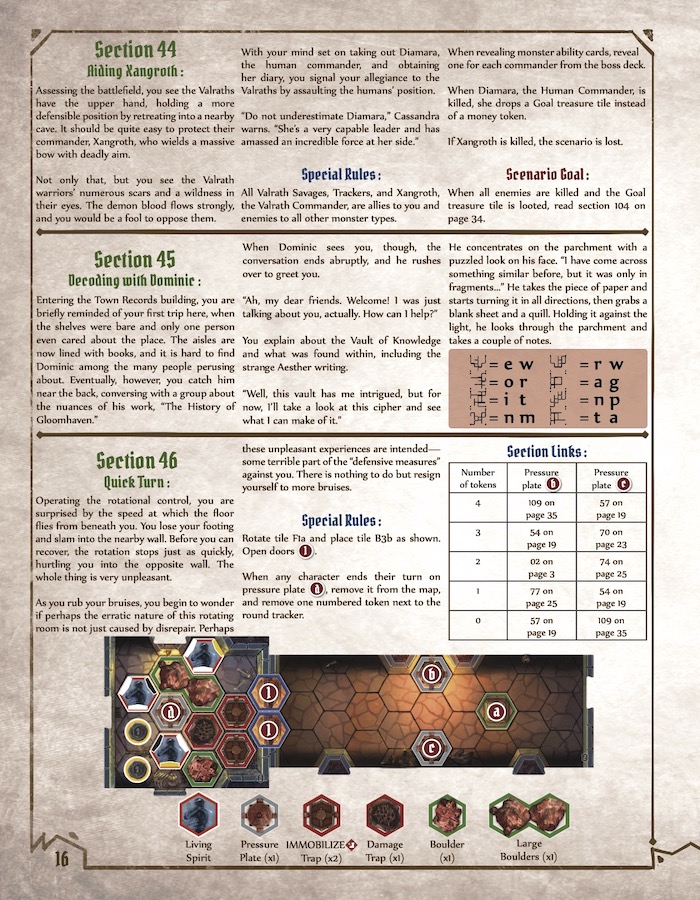 Section 44
Aiding Xangroth:
Assessing the battlefield, you see the Valraths
have the upper hand, holding a more
defensible position by retreating into a nearby
cave. It should be quite easy to protect their
commander, Xangroth, who wields a massive
bow with deadly aim.
Not only that, but you see the Valrath
warriors' numerous scars and a wildness in
their eyes. The demon blood flows strongly,
and you would be a fool to oppose them.
With your mind set on taking out Diamara,
the human commander, and obtaining
her diary, you signal your allegiance to the
Valraths by assaulting the humans' position.
"Do not underestimate Diamara," Cassandra
warns. "She's a very capable leader and has
amassed an incredible force at her side."
Special Rules:
All Valrath Savages, Trackers, and Xangroth,
the Valrath Commander, are allies to you and
enemies to all other monster types.
When revealing monster ability cards, reveal
one for each commander from the boss deck.
When Diamara, the Human Commander, is
killed, she drops a Goal treasure tile instead
of a money token.
If Xangroth is killed, the scenario is lost.
Scenario Goal:
When all enemies are killed and the Goal
treasure tile is looted, read section 104 on
page 34.
Section 45
Decoding with Dominic:
Entering the Town Records building, you are
briefly reminded of your first trip here, when
the shelves were bare and only one person
even cared about the place. The aisles are
now lined with books, and it is hard to find
Dominic among the many people perusing
about. Eventually, however, you catch him
near the back, conversing with a group about
the nuances of his work, "The History of
Gloomhaven."
When Dominic sees you, though, the
conversation ends abruptly, and he rushes
over to greet you.
"Ah, my dear friends. Welcome! I was just
talking about you, actually. How can I help?"
You explain about the Vault of Knowledge
and what was found within, including the
strange Aesther writing.
"Well, this vault has me intrigued, but for
now, I'll take a look at this cipher and see
what I can make of it."
He concentrates on the parchment with a
puzzled look on his face. "I have come across
something similar before, but it was only in
fragments..." He takes the piece of paper and
starts turning it in all directions, then grabs a
blank sheet and a quill. Holding it against the
light, he looks through the parchment and
takes a couple of notes.
= e w = r w
= o r = a g
= i t = n p
= n m = t a
Section 46
Quick Turn:
Operating the rotational control, you are
surprised by the speed at which the floor
flies from beneath you. You lose your footing
and slam into the nearby wall. Before you can
recover, the rotation stops just as quickly,
hurtling you into the opposite wall. The
whole thing is very unpleasant.
As you rub your bruises, you begin to wonder
if perhaps the erratic nature of this rotating
room is not just caused by disrepair. Perhaps
these unpleasant experiences are intended—
some terrible part of the "defensive measures"
against you. There is nothing to do but resign
yourself to more bruises.
Special Rules:
Rotate tile F1a and place tile B3b as shown.
Open doors 1.
When any character ends their turn on
pressure plate d, remove it from the map,
and remove one numbered token next to the
round tracker.
Section Links:
Number of tokens Pressure plate b Pressure plate c
4 109 on page 35 57 on page 19
3 54 on page 19 70 on page 23
2 02 on page 3 74 on page 25
1 77 on page 25 54 on page 19
0 57 on page 19 109 on page 35
d 1 1 b c a
Living Spirit
Pressure Plate (x1)
IMMOBILIZE Trap (x2)
Damage Trap (x1)
Boulder (x1)
Large Boulders (x1)
16